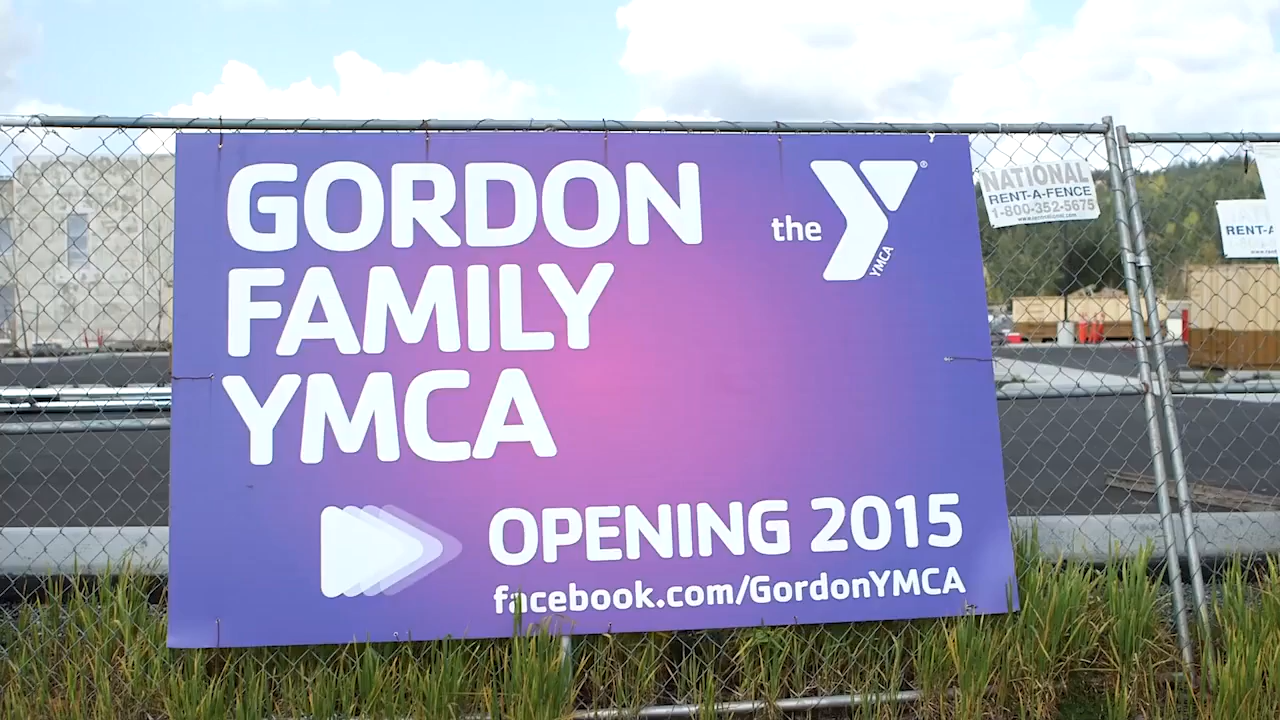 GORDON
FAMILY
YMCA
the Y®
YMCA
OPENING 2015
facebook.com/GordonYMCA
NATIONAL
RENT-A-FENCE
1-800-352-5675
RENT-A